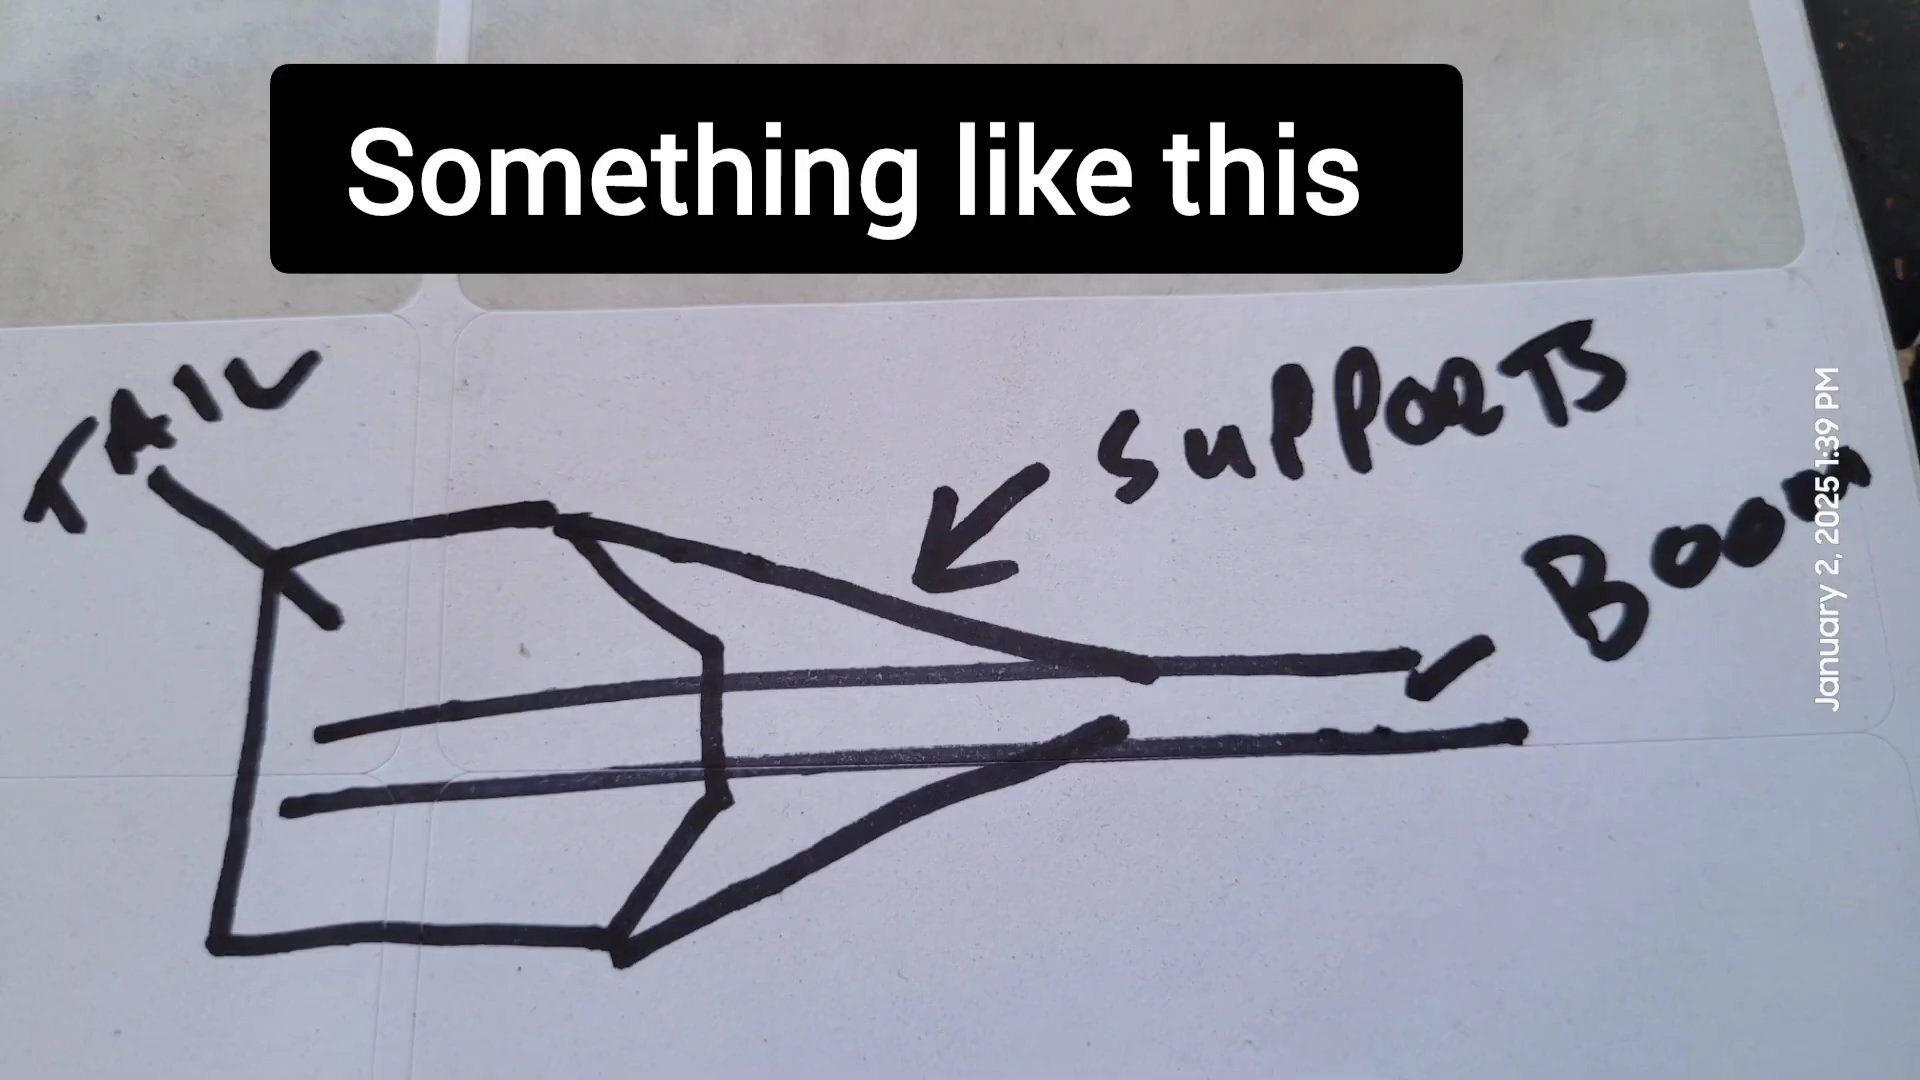 Something like this
TAIL
SUPPORTS
BOOM
January 2, 2025 1:39 PM